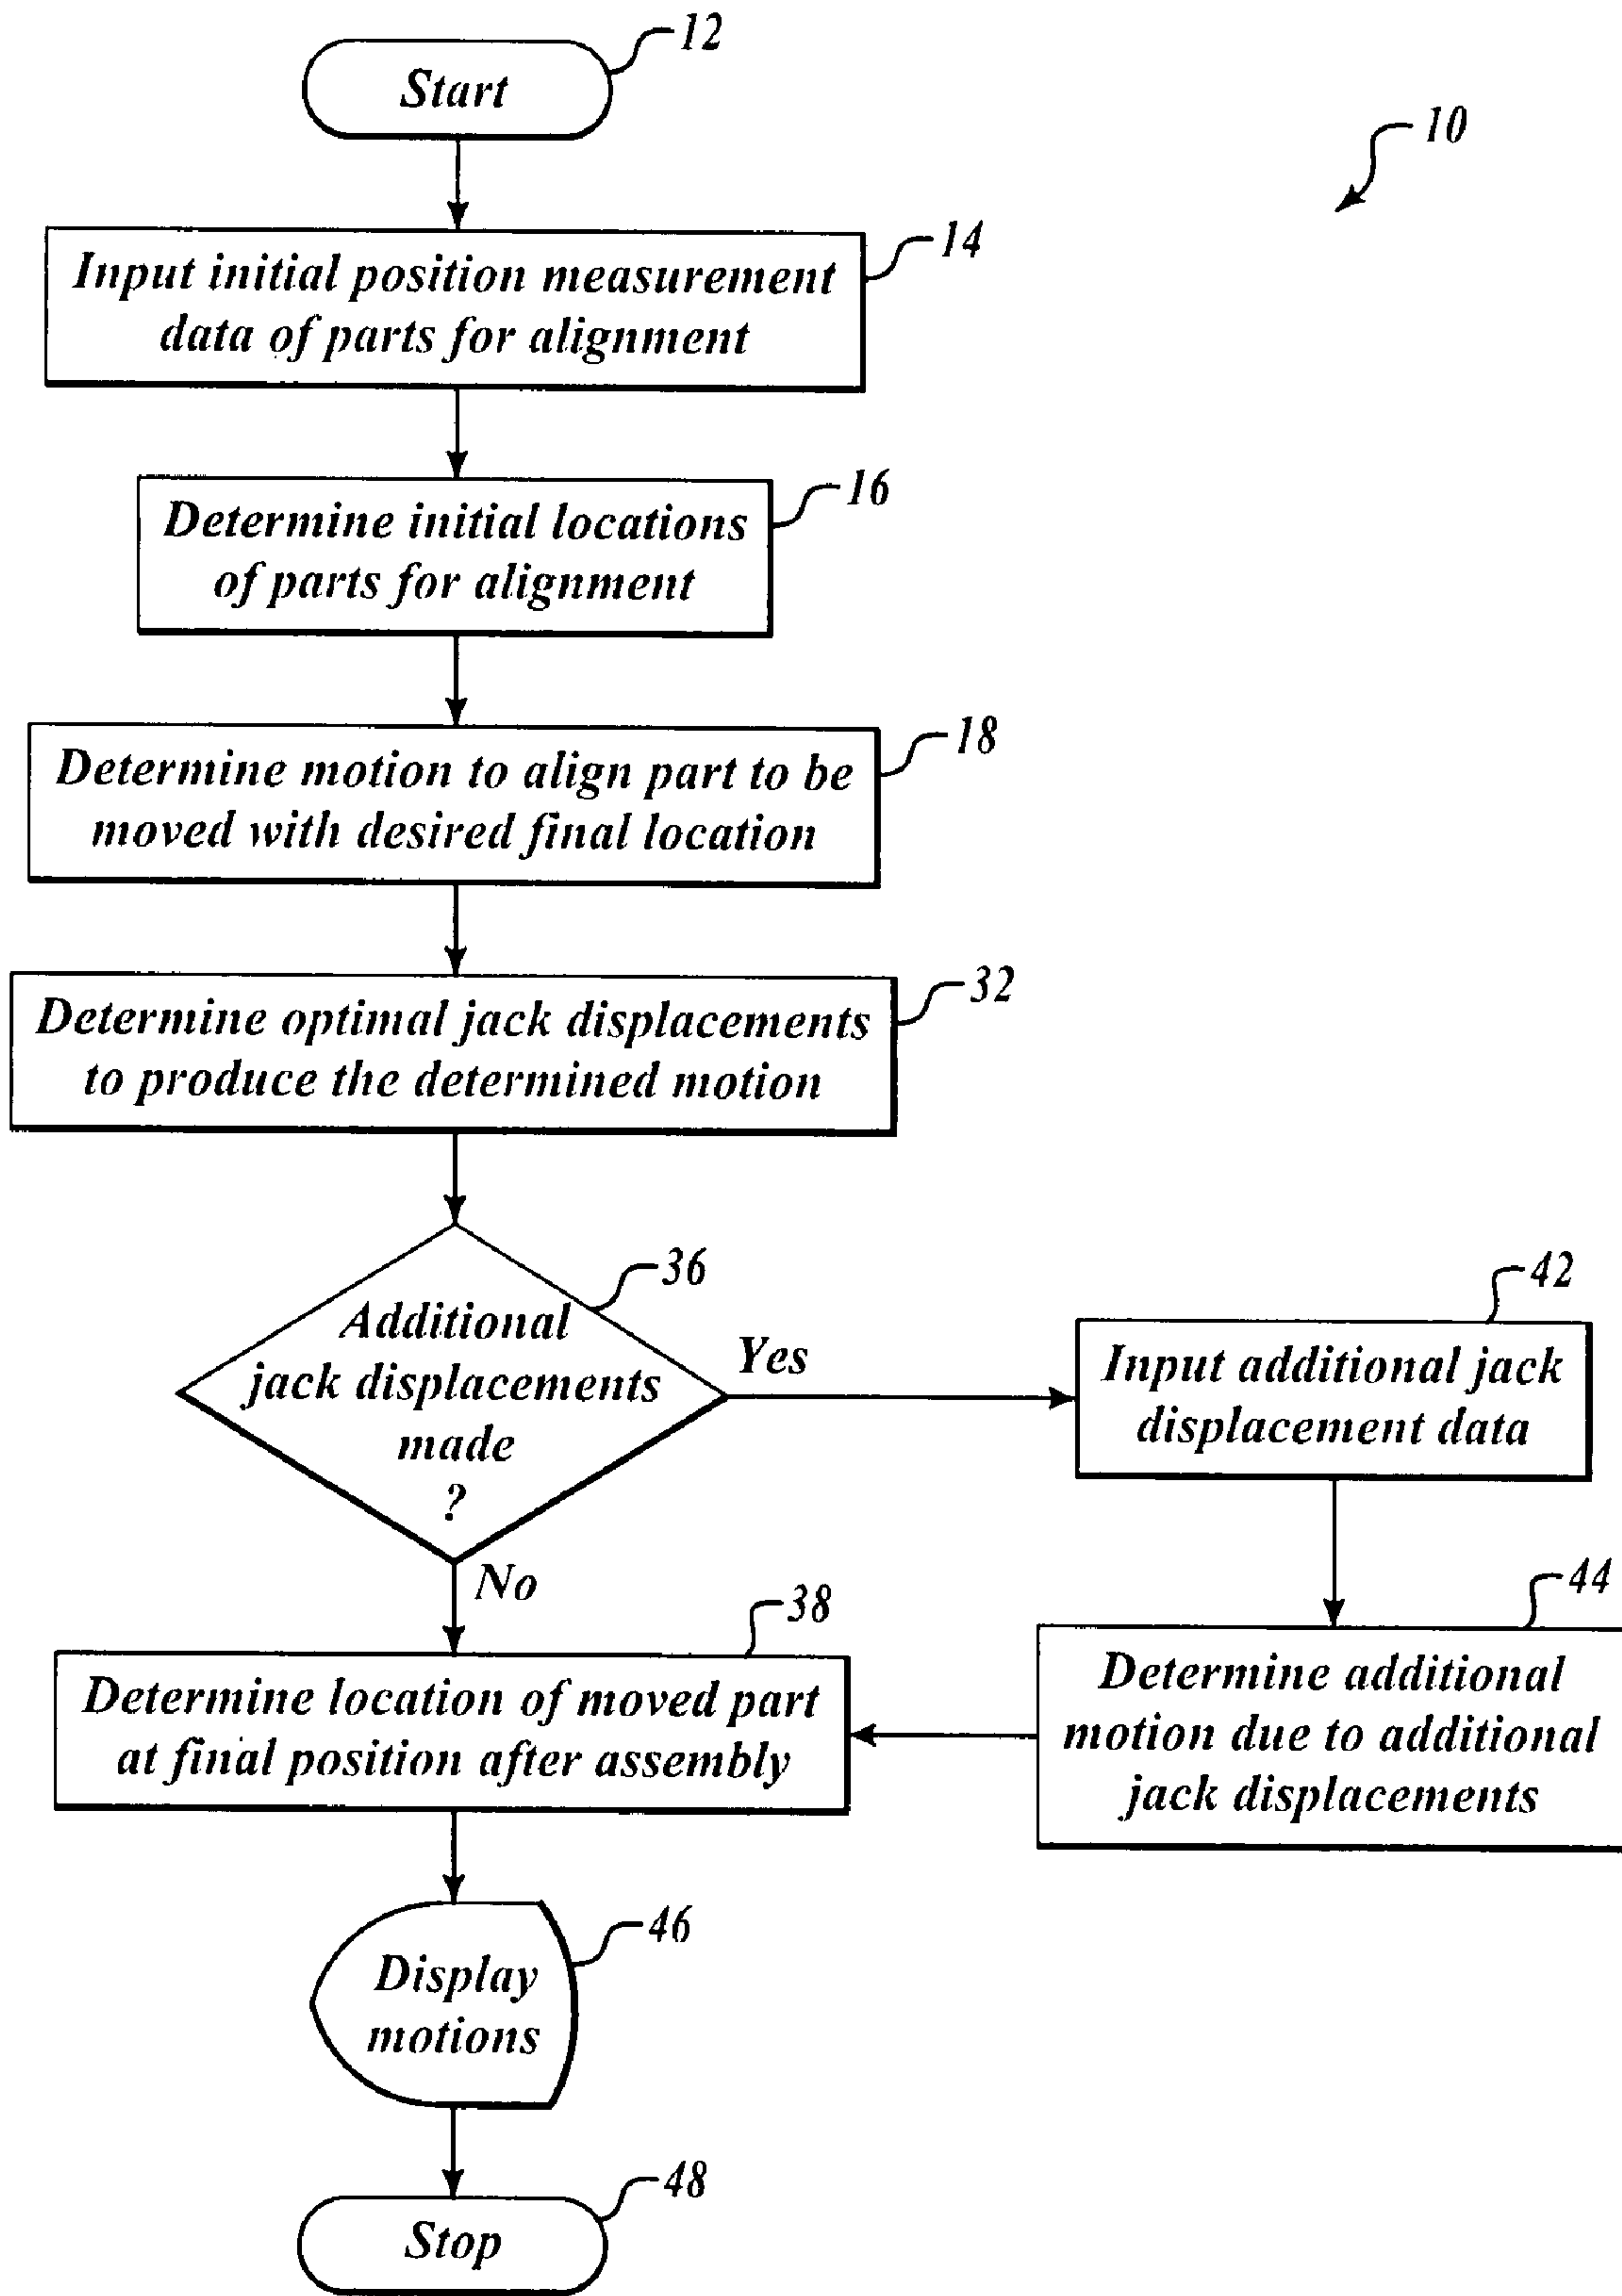 12
Start
10
14
Input initial position measurement
data of parts for alignment
16
Determine initial locations
of parts for alignment
18
Determine motion to align part to be
moved with desired final location
32
Determine optimal jack displacements
to produce the determined motion
36
Additional
jack displacements
made
?
Yes
No
42
Input additional jack
displacement data
44
Determine additional
motion due to additional
jack displacements
38
Determine location of moved part
at final position after assembly
46
Display
motions
48
Stop